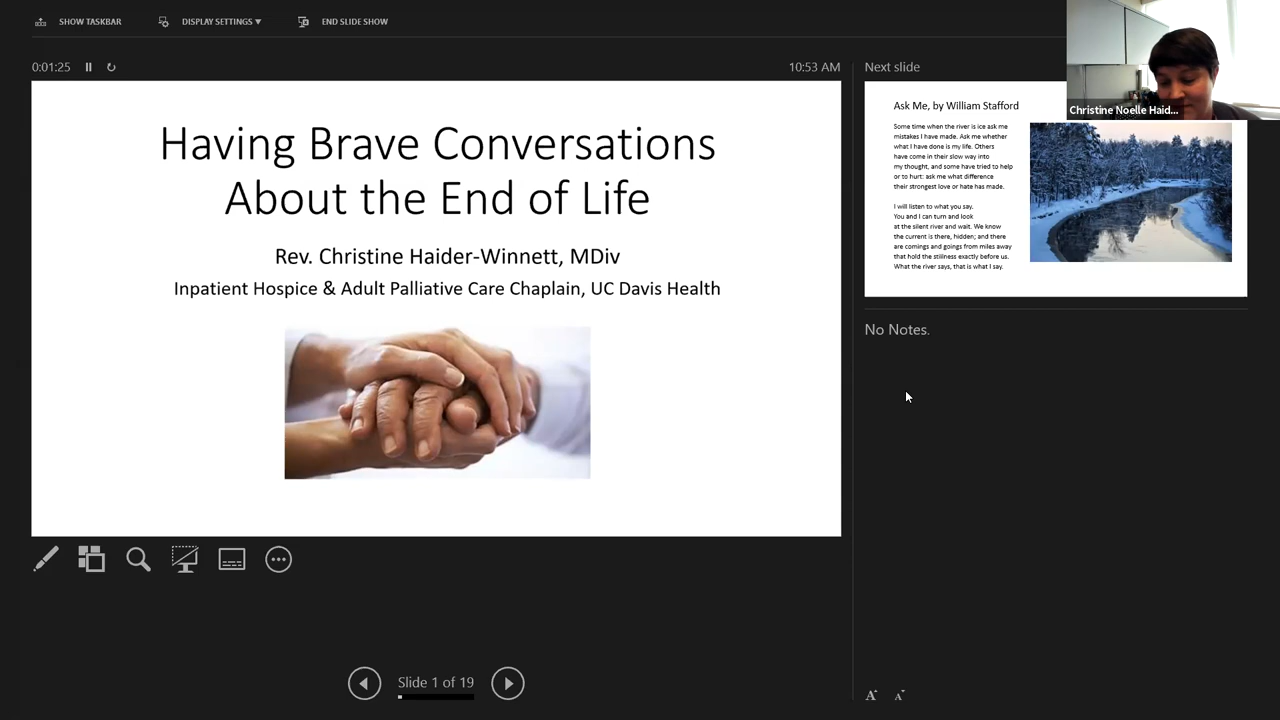 SHOW TASKBAR
DISPLAY SETTINGS ▼
END SLIDE SHOW
0:01:25
10:53 AM
Having Brave Conversations
About the End of Life
Rev. Christine Haider-Winnett, MDiv
Inpatient Hospice & Adult Palliative Care Chaplain, UC Davis Health
Slide 1 of 19
Next slide
Christine Noelle Haid...
Ask Me, by William Stafford
Some time when the river is ice ask me
mistakes I have made. Ask me whether
what I have done is my life. Others
have come in their slow way into
my thought, and some have tried to help
or to hurt: ask me what difference
their strongest love or hate has made.
I will listen to what you say.
You and I can turn and look
at the silent river and wait. We know
the current is there, hidden; and there
are comings and goings from miles away
that hold the stillness exactly before us.
What the river says, that is what I say.
No Notes.
A A